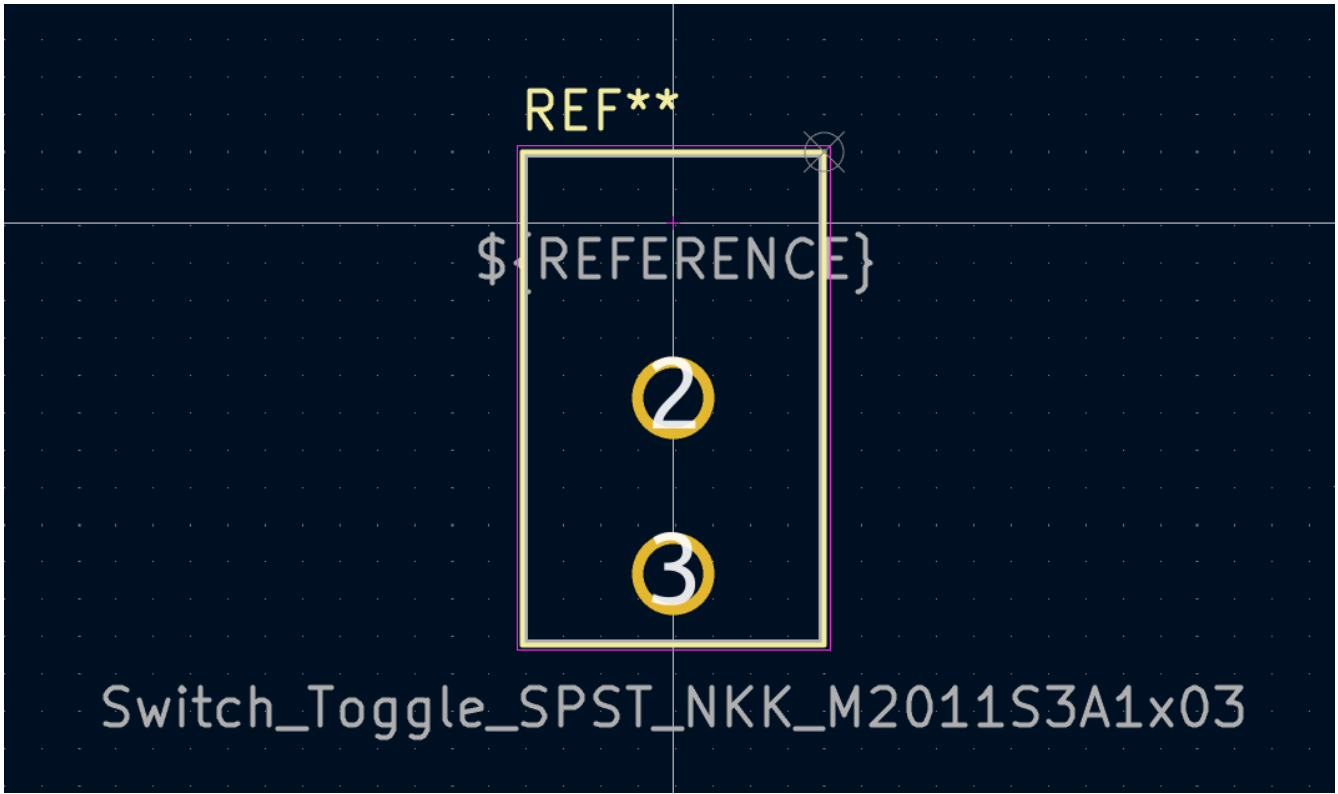 REF**
${REFERENCE}
2
3
Switch_Toggle_SPST_NKK_M2011S3A1x03